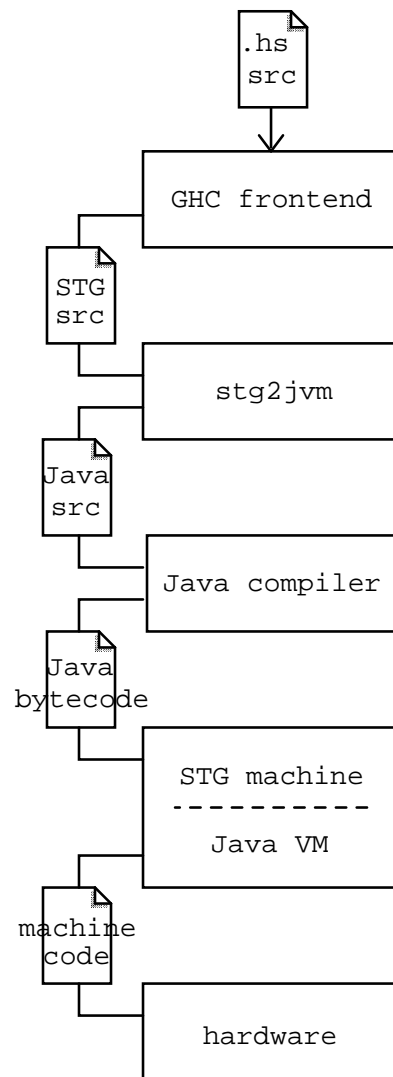 .hs
src
GHC frontend
STG
src
stg2jvm
Java
src
Java compiler
Java
bytecode
STG machine
Java VM
machine
code
hardware